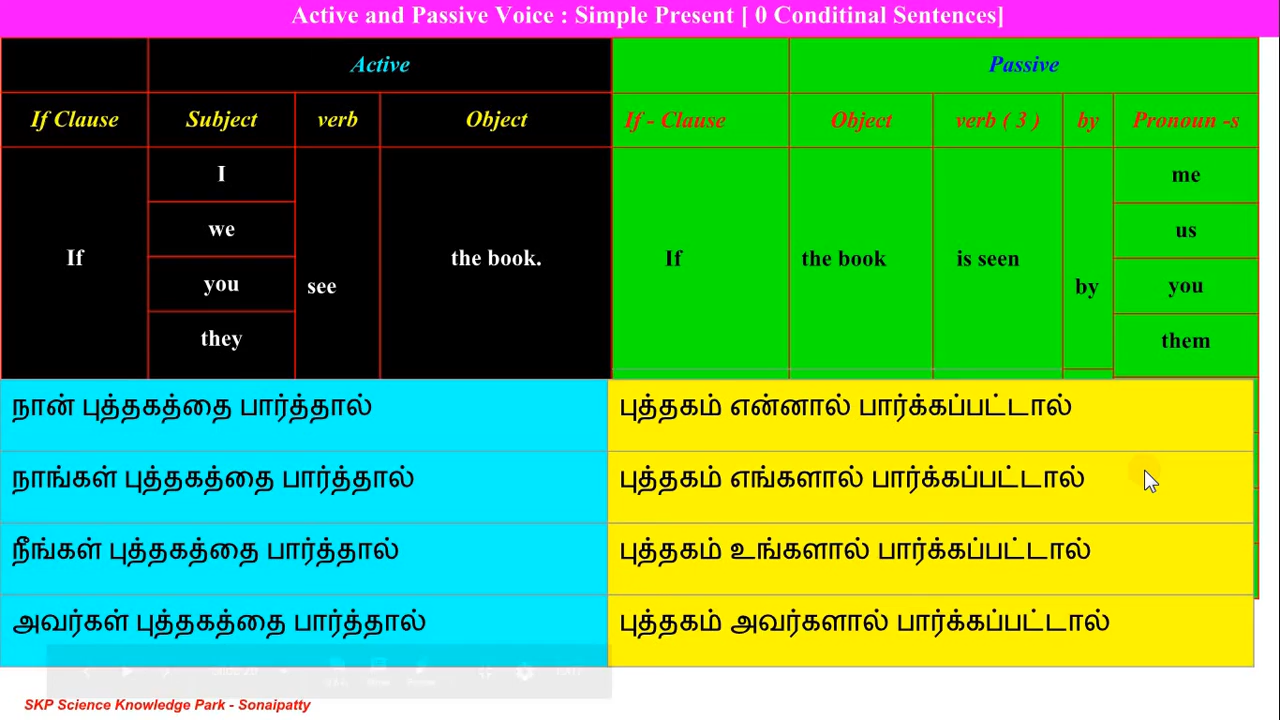 Active and Passive Voice : Simple Present [ 0 Conditinal Sentences]
Active
Passive
If Clause Subject verb Object If - Clause Object verb ( 3 ) by Pronoun -s
I me
we us
If see the book. If the book is seen by
you you
they them
நான் புத்தகத்தை பார்த்தால் புத்தகம் என்னால் பார்க்கப்பட்டால்
நாங்கள் புத்தகத்தை பார்த்தால் புத்தகம் எங்களால் பார்க்கப்பட்டால்
நீங்கள் புத்தகத்தை பார்த்தால் புத்தகம் உங்களால் பார்க்கப்பட்டால்
அவர்கள் புத்தகத்தை பார்த்தால் புத்தகம் அவர்களால் பார்க்கப்பட்டால்
SKP Science Knowledge Park - Sonaipatty